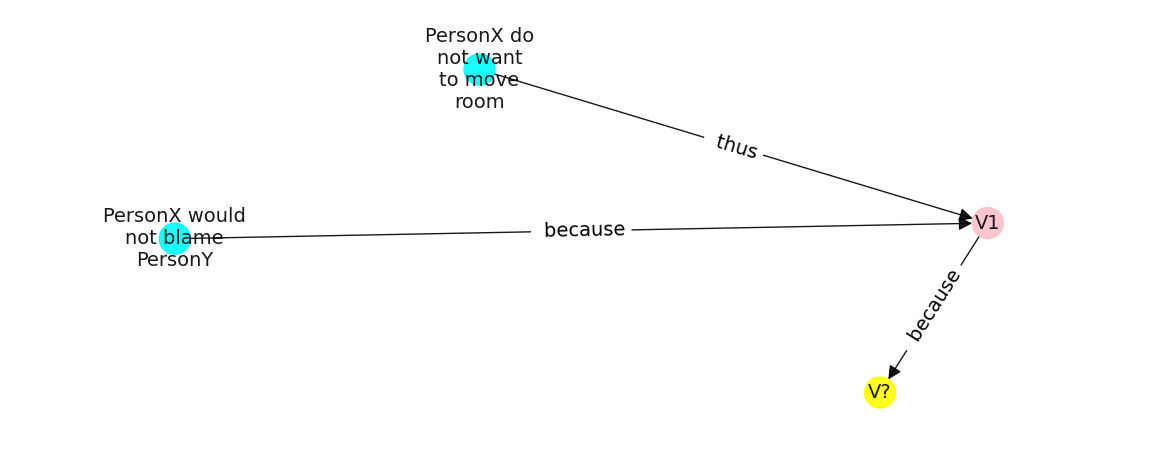 PersonX do
not want
to move
room
thus
PersonX would
not blame
PersonY
because
V1
because
V?